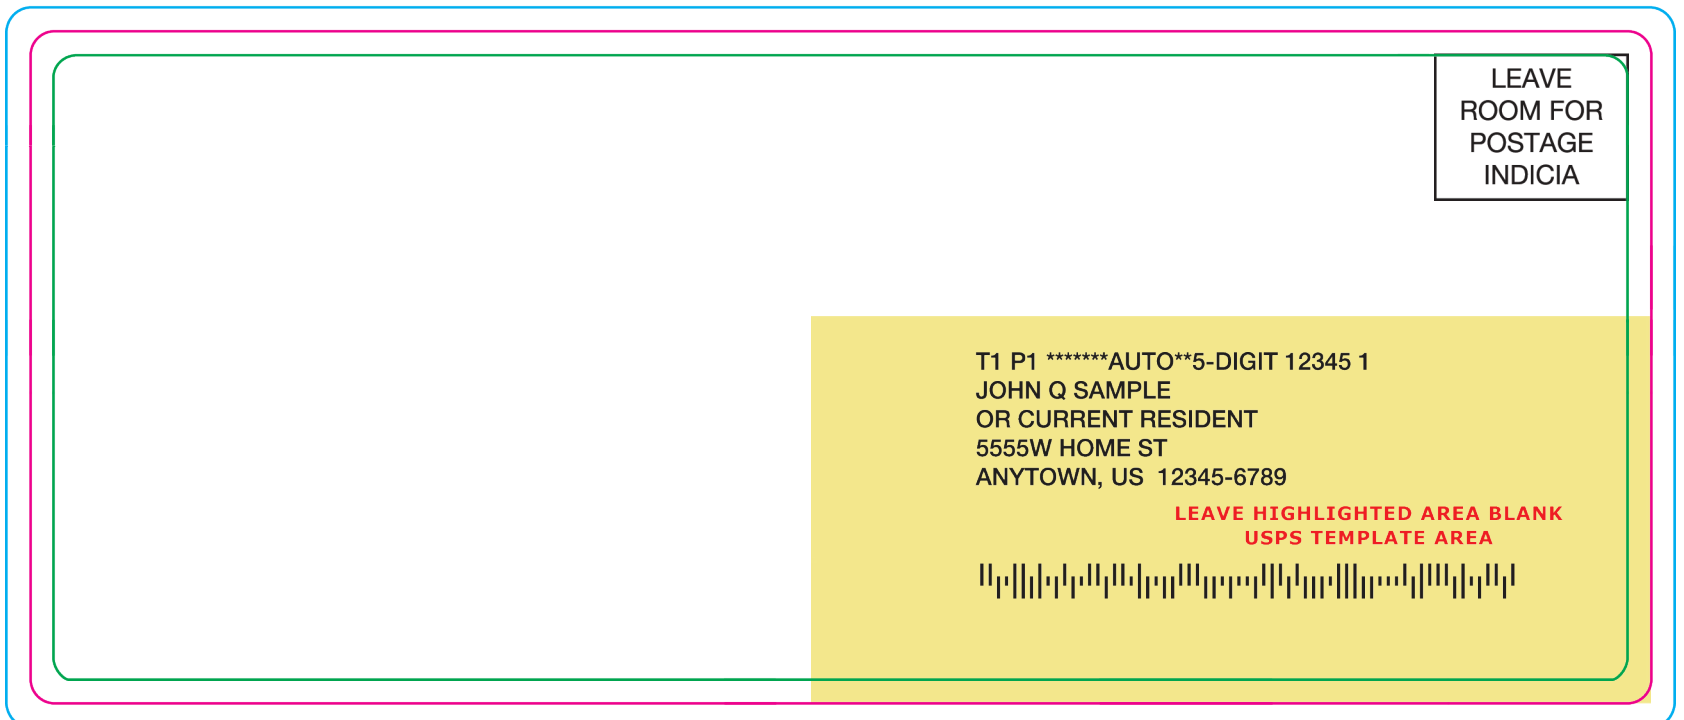 LEAVE
ROOM FOR
POSTAGE
INDICIA
T1 P1 *******AUTO**5-DIGIT 12345 1
JOHN Q SAMPLE
OR CURRENT RESIDENT
5555W HOME ST
ANYTOWN, US  12345-6789
LEAVE HIGHLIGHTED AREA BLANK
USPS TEMPLATE AREA